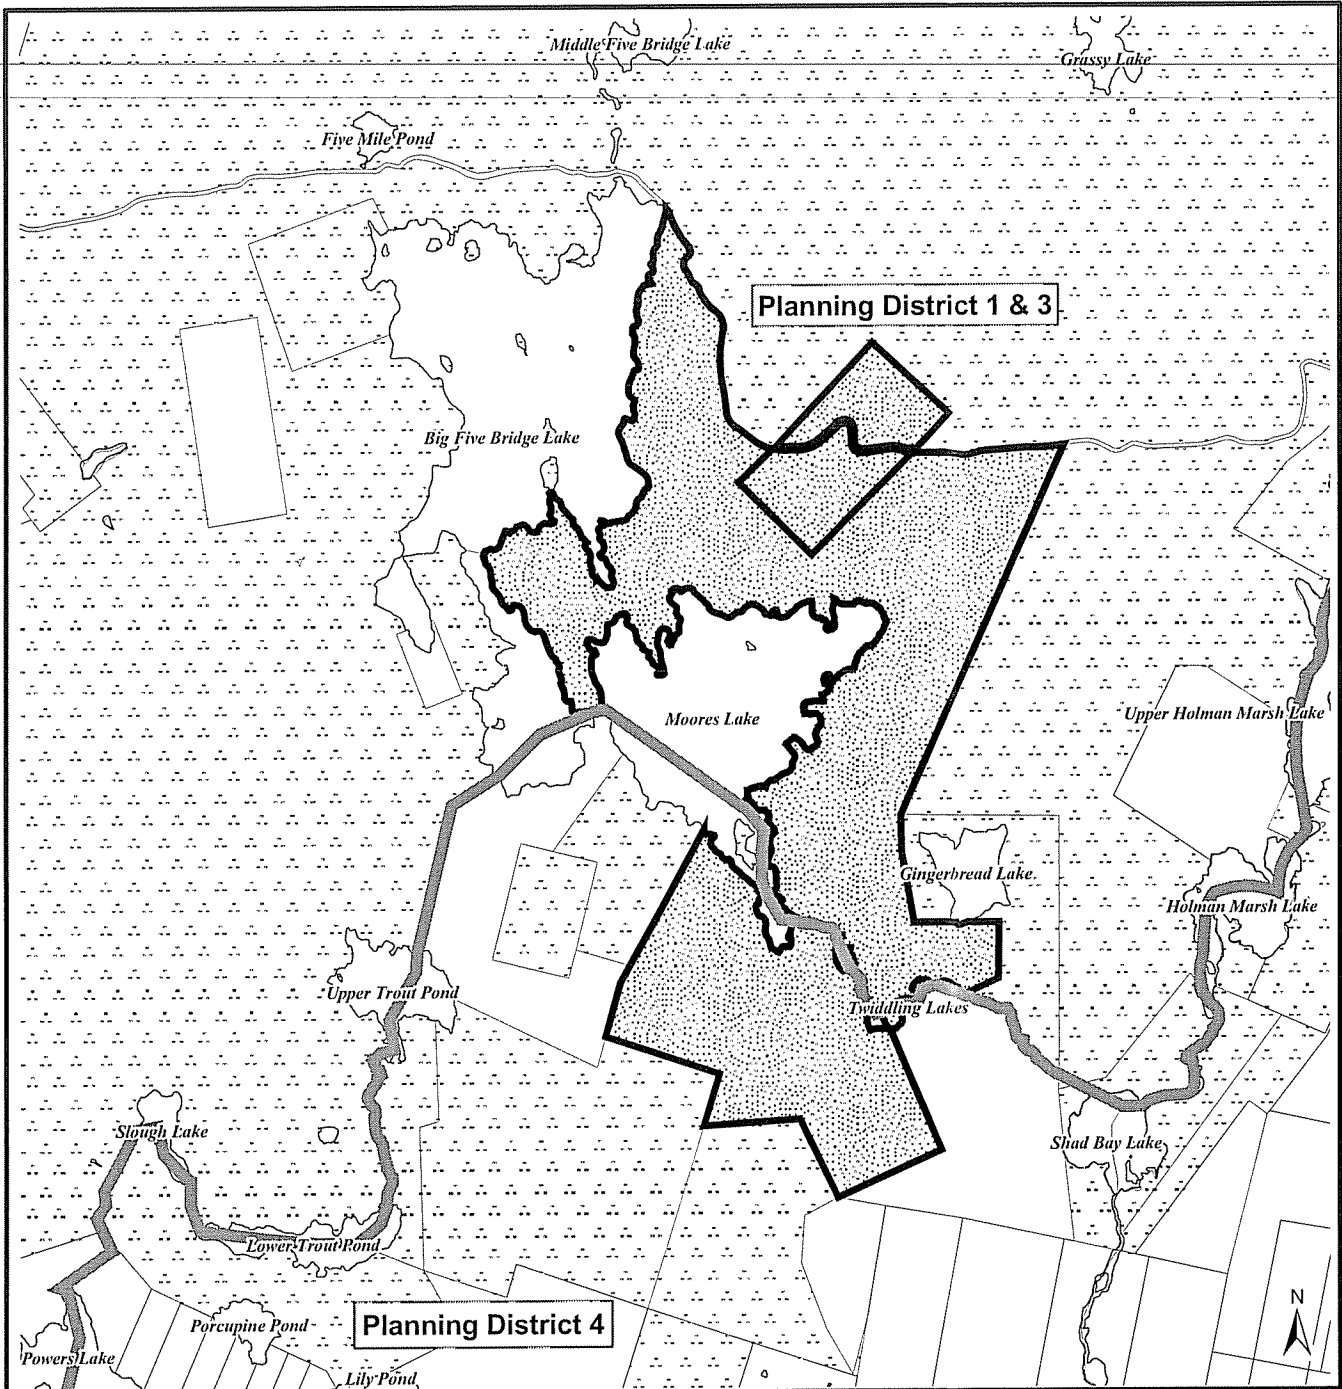 Middle Five Bridge Lake
Grassy Lake
Five Mile Pond
Planning District 1 & 3
Big Five Bridge Lake
Moores Lake
Upper Holman Marsh Lake
Gingerbread Lake
Holman Marsh Lake
Upper Trout Pond
Twiddling Lakes
Slough Lake
Shad Bay Lake
Lower Trout Pond
Planning District 4
Porcupine Pond
Powers Lake
Lily Pond
N